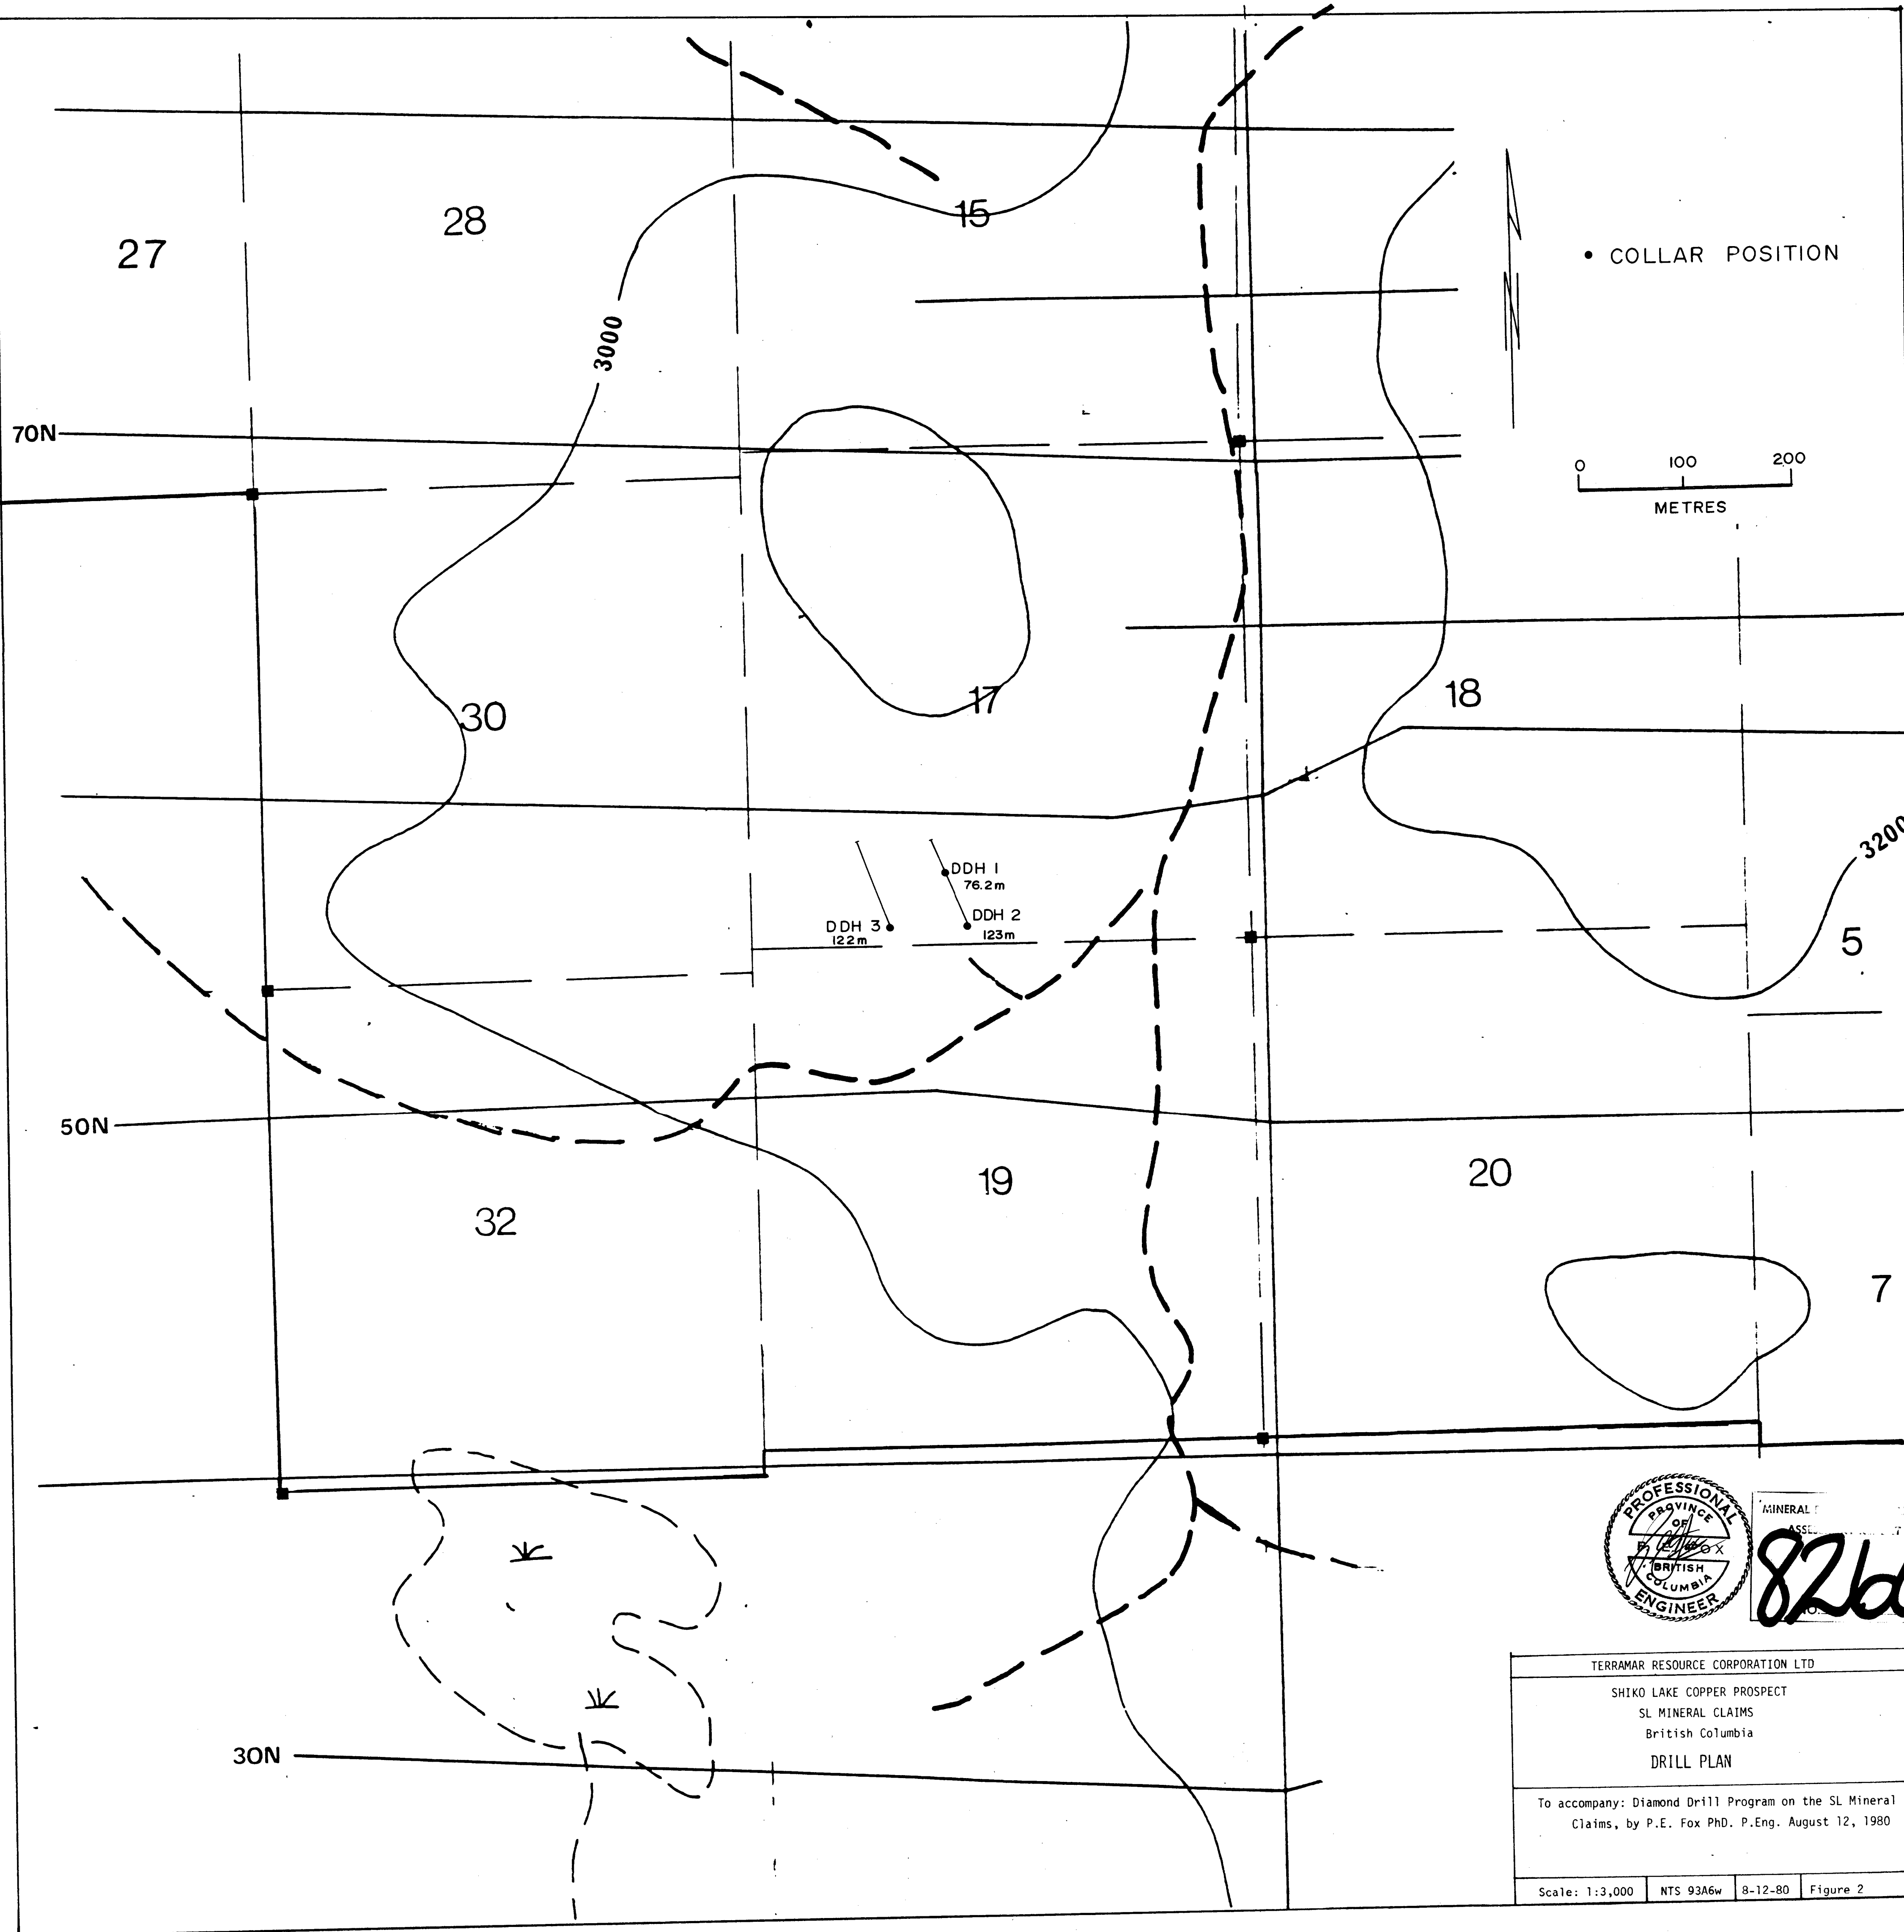 28
15
27
• COLLAR POSITION
3000
70N
0 100 200
METRES
30
17
18
3200
DDH 1
76.2m
DDH 2
123m
DDH 3
122m
5
50N
19
20
32
7
PROFESSIONAL
PROVINCE
OF
BRITISH
COLUMBIA
ENGINEER
MINERAL
NO.
30N
TERRAMAR RESOURCE CORPORATION LTD
SHIKO LAKE COPPER PROSPECT
SL MINERAL CLAIMS
British Columbia
DRILL PLAN
To accompany: Diamond Drill Program on the SL Mineral
Claims, by P.E. Fox PhD. P.Eng. August 12, 1980
Scale: 1:3,000 NTS 93A6w 8-12-80 Figure 2